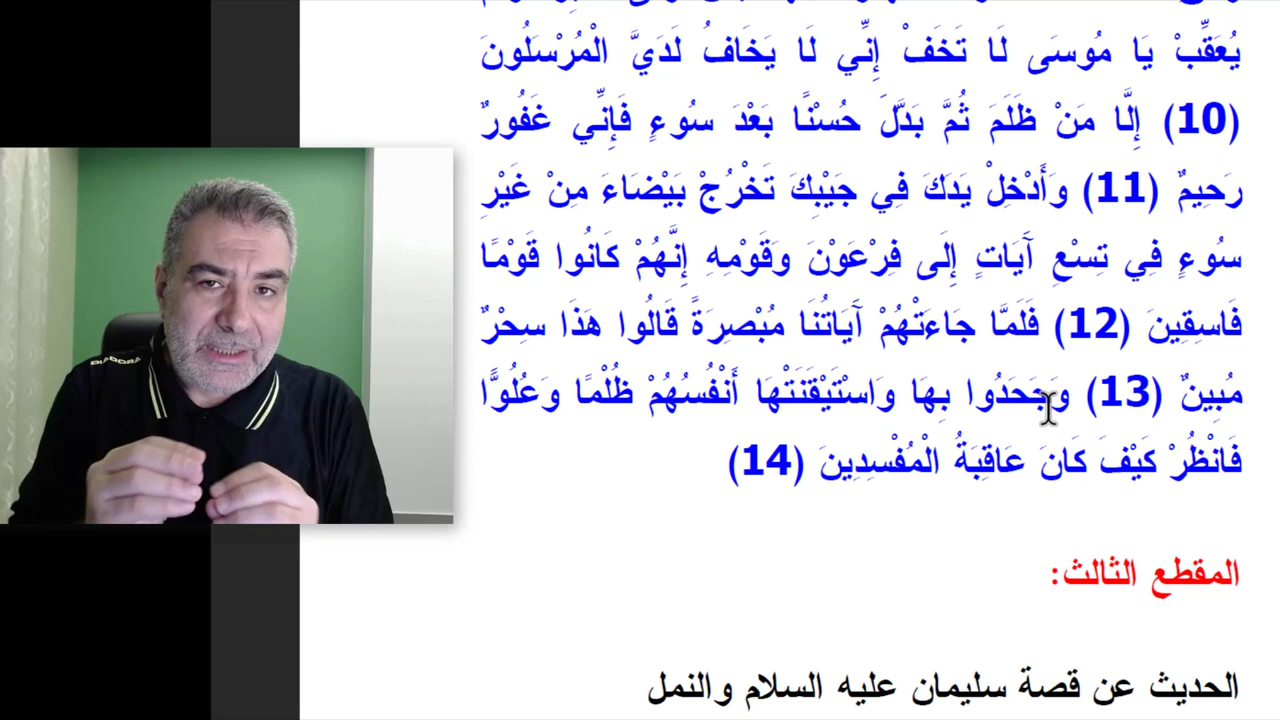 يُعَقِّبْ يَا مُوسَى لَا تَخَفْ إِنِّي لَا يَخَافُ لَدَيَّ الْمُرْسَلُونَ
(10) إِلَّا مَنْ ظَلَمَ ثُمَّ بَدَّلَ حُسْنًا بَعْدَ سُوءٍ فَإِنِّي غَفُورٌ
رَحِيمٌ (11) وَأَدْخِلْ يَدَكَ فِي جَيْبِكَ تَخْرُجْ بَيْضَاءَ مِنْ غَيْرِ
سُوءٍ فِي تِسْعِ آَيَاتٍ إِلَى فِرْعَوْنَ وَقَوْمِهِ إِنَّهُمْ كَانُوا قَوْمًا
فَاسِقِينَ (12) فَلَمَّا جَاءَتْهُمْ آَيَاتُنَا مُبْصِرَةً قَالُوا هَذَا سِحْرٌ
مُبِينٌ (13) وَجَحَدُوا بِهَا وَاسْتَيْقَنَتْهَا أَنْفُسُهُمْ ظُلْمًا وَعُلُوًّا
فَانْظُرْ كَيْفَ كَانَ عَاقِبَةُ الْمُفْسِدِينَ (14)
DIADORA
المقطع الثالث:
الحديث عن قصة سليمان عليه السلام والنمل